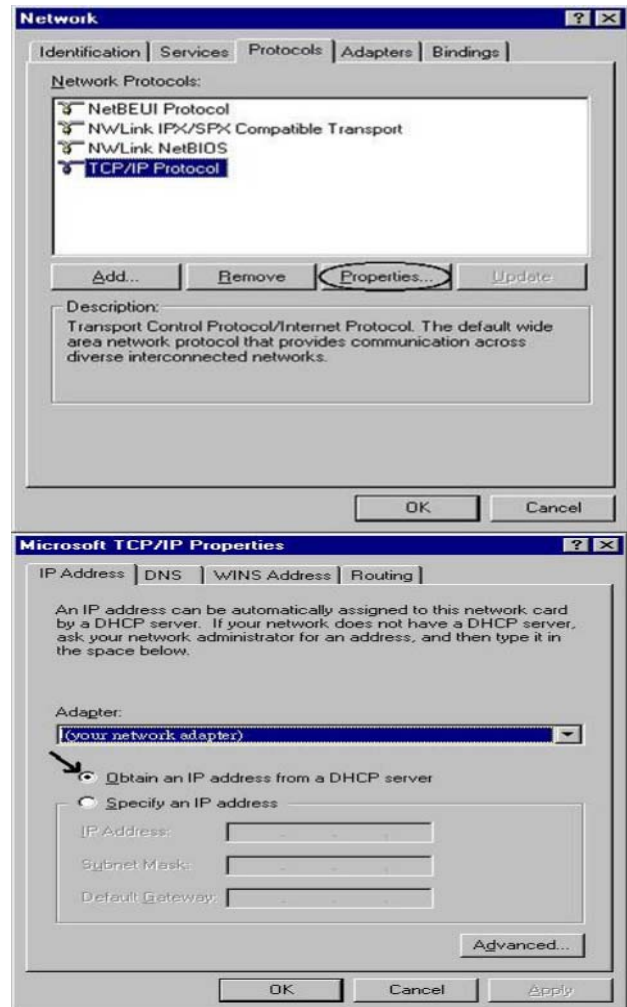 Network
Identification Services Protocols Adapters Bindings
Network Protocols:
NetBEUI Protocol
NWLink IPX/SPX Compatible Transport
NWLink NetBIOS
TCP/IP Protocol
Add... Remove Properties... Update
Description:
Transport Control Protocol/Internet Protocol. The default wide
area network protocol that provides communication across
diverse interconnected networks.
OK Cancel
Microsoft TCP/IP Properties
IP Address DNS WINS Address Routing
An IP address can be automatically assigned to this network card
by a DHCP server. If your network does not have a DHCP server,
ask your network administrator for an address, and then type it in
the space below.
Adapter:
(your network adapter)
Obtain an IP address from a DHCP server
Specify an IP address
IP Address:
Subnet Mask:
Default Gateway:
Advanced...
OK Cancel Apply